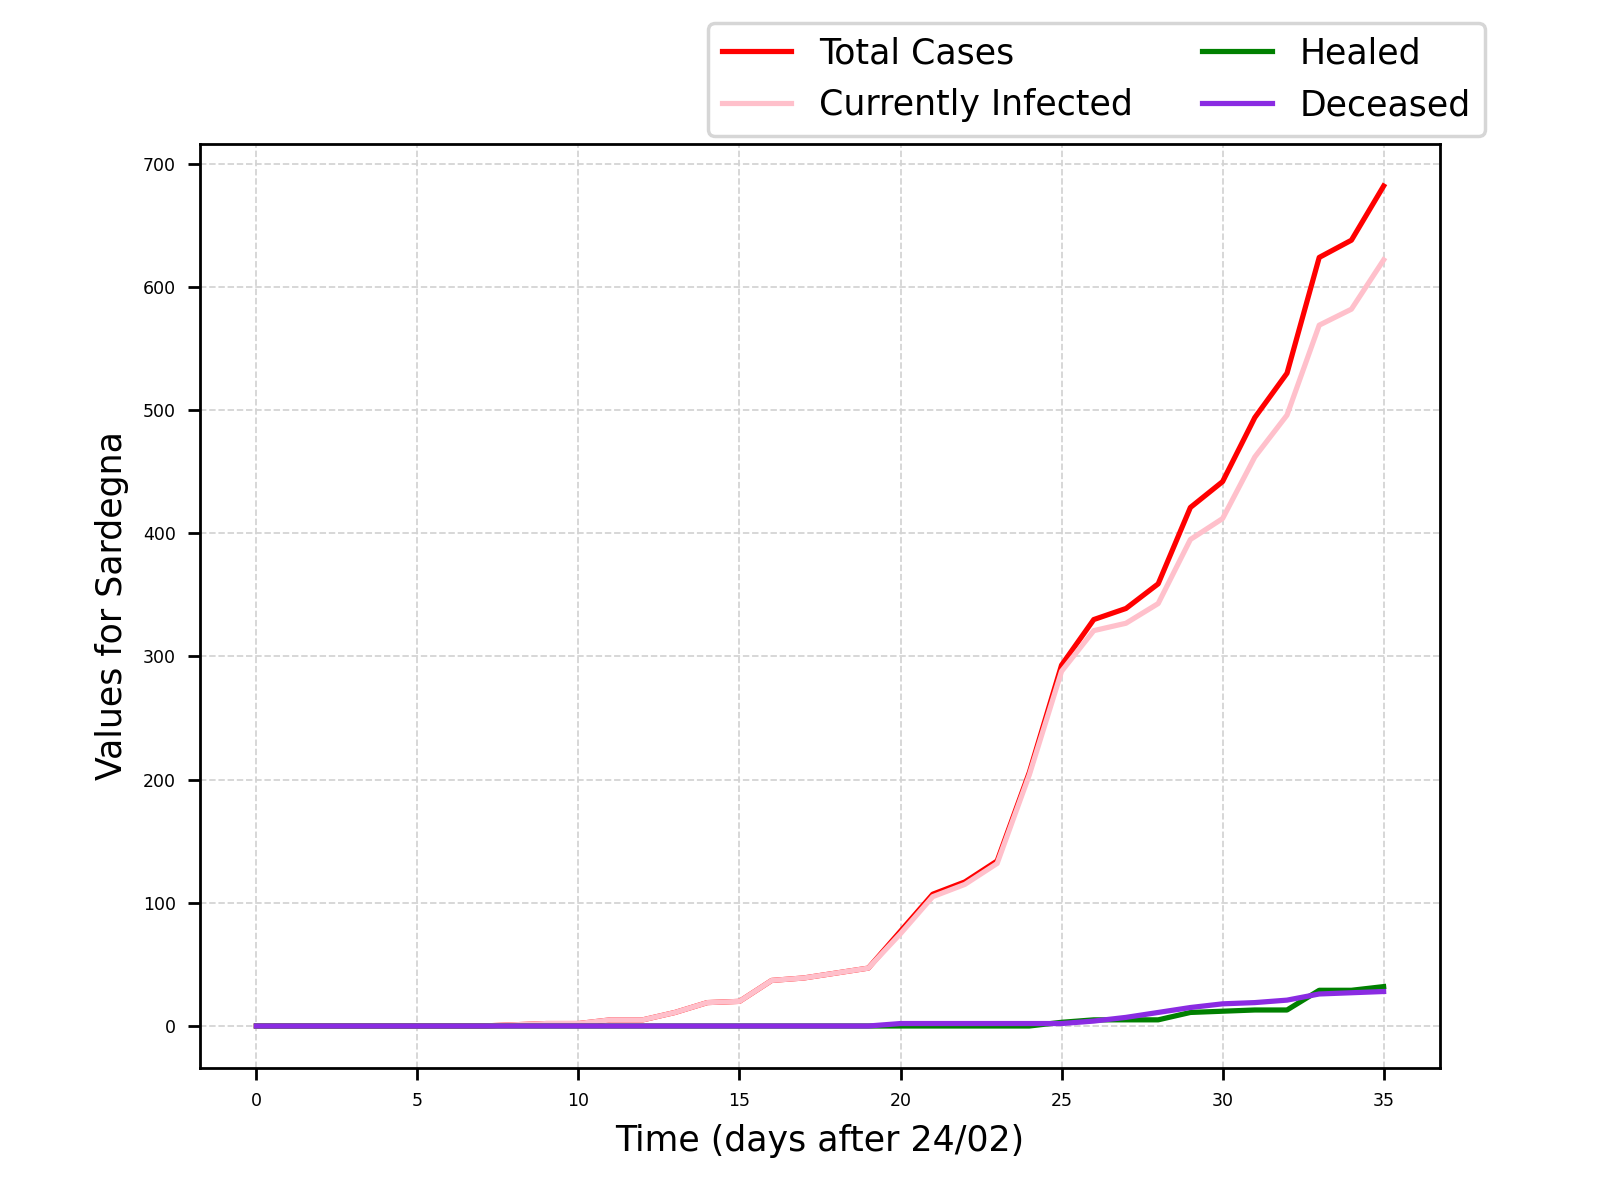 Total Cases
Currently Infected
Healed
Deceased
700
600
500
400
300
200
100
0
Values for Sardegna
0 5 10 15 20 25 30 35
Time (days after 24/02)